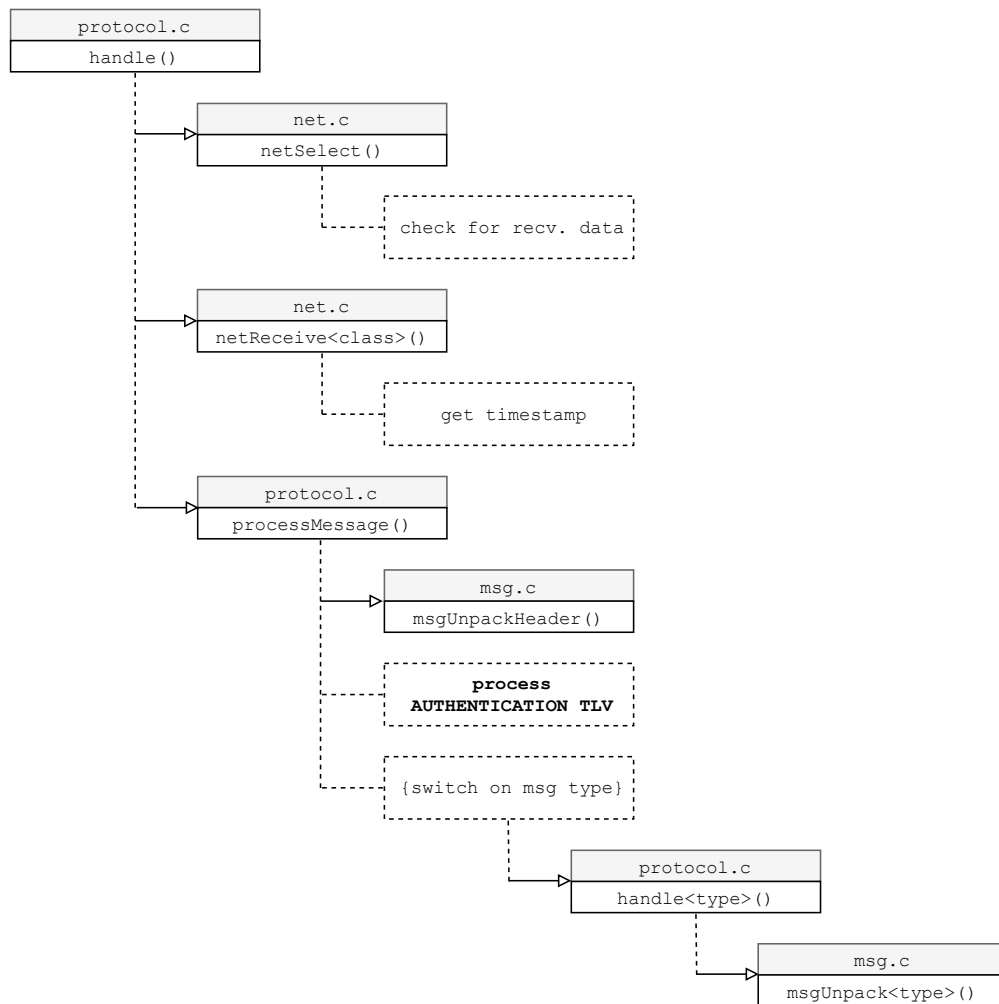 protocol.c
handle()
net.c
netSelect()
check for recv. data
net.c
netReceive<class>()
get timestamp
protocol.c
processMessage()
msg.c
msgUnpackHeader()
process
AUTHENTICATION TLV
{switch on msg type}
protocol.c
handle<type>()
msg.c
msgUnpack<type>()